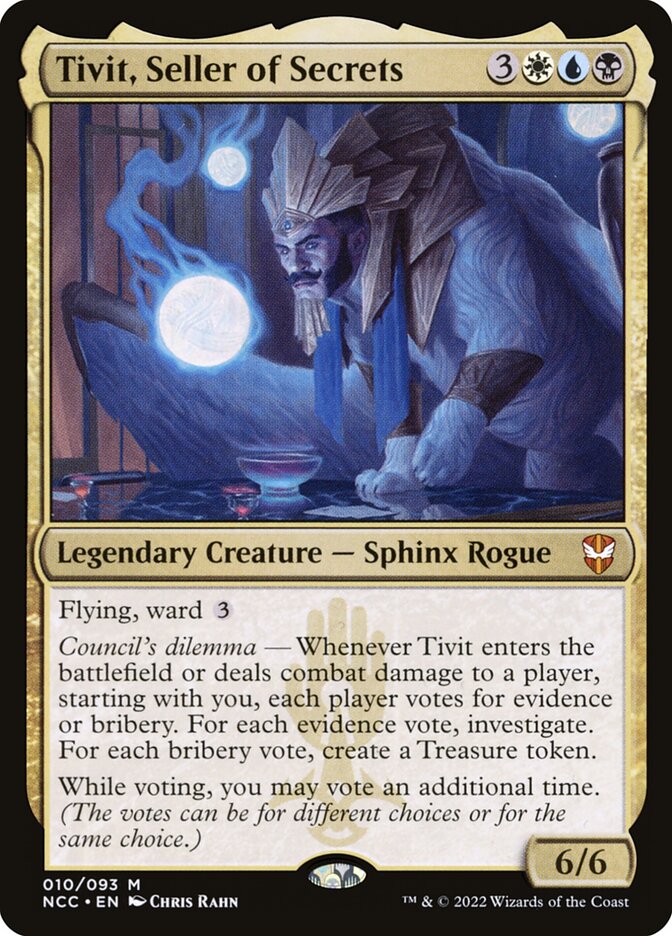 Tivit, Seller of Secrets 3
Legendary Creature — Sphinx Rogue
Flying, ward 3
Council's dilemma — Whenever Tivit enters the
battlefield or deals combat damage to a player,
starting with you, each player votes for evidence
or bribery. For each evidence vote, investigate.
For each bribery vote, create a Treasure token.
While voting, you may vote an additional time.
(The votes can be for different choices or for the
same choice.)
6/6
010/093 M
NCC • EN Chris Rahn
™ & © 2022 Wizards of the Coast